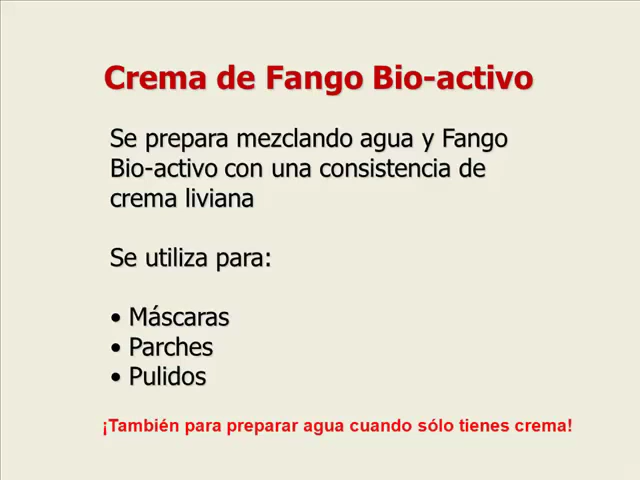 Crema de Fango Bio-activo
Se prepara mezclando agua y Fango
Bio-activo con una consistencia de
crema liviana
Se utiliza para:
• Máscaras
• Parches
• Pulidos
¡También para preparar agua cuando sólo tienes crema!